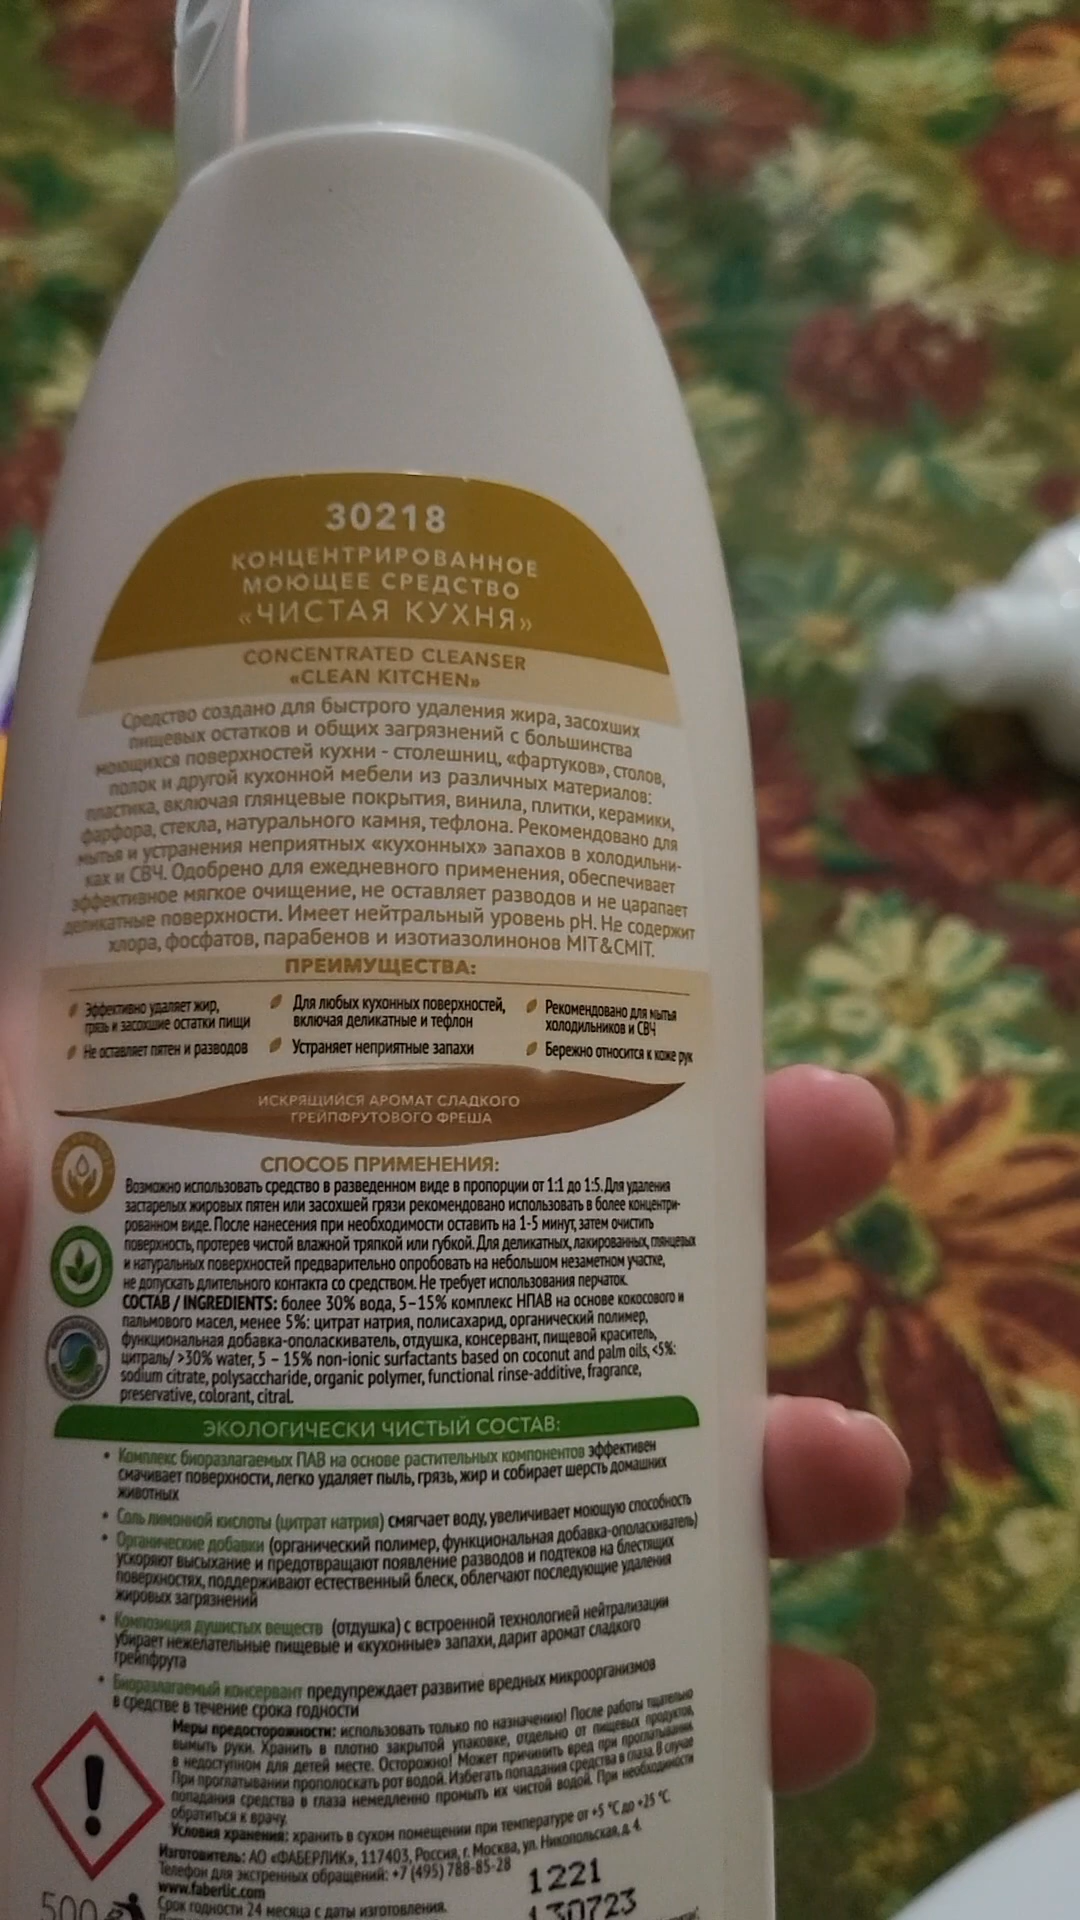 30218
КОНЦЕНТРИРОВАННОЕ
МОЮЩЕЕ СРЕДСТВО
«ЧИСТАЯ КУХНЯ»
CONCENTRATED CLEANSER
«CLEAN KITCHEN»
Средство создано для быстрого удаления жира, засохших
пищевых остатков и общих загрязнений с большинства
моющихся поверхностей кухни - столешниц, «фартуков», столов,
полок и другой кухонной мебели из различных материалов:
пластика, включая глянцевые покрытия, винила, плитки, керамики,
фарфора, стекла, натурального камня, тефлона. Рекомендовано для
мытья и устранения неприятных «кухонных» запахов в холодильни-
ках и СВЧ. Одобрено для ежедневного применения, обеспечивает
эффективное мягкое очищение, не оставляет разводов и не царапает
деликатные поверхности. Имеет нейтральный уровень pH. Не содержит
хлора, фосфатов, парабенов и изотиазолинонов MIT&CMIT.
ПРЕИМУЩЕСТВА:
Эффективно удаляет жир,
грязь и засохшие остатки пищи
Не оставляет пятен и разводов
Для любых кухонных поверхностей,
включая деликатные и тефлон
Устраняет неприятные запахи
Рекомендовано для мытья
холодильников и СВЧ
Бережно относится к коже рук
ИСКРЯЩИЙСЯ АРОМАТ СЛАДКОГО
ГРЕЙПФРУТОВОГО ФРЕША
СПОСОБ ПРИМЕНЕНИЯ:
Возможно использовать средство в разведенном виде в пропорции от 1:1 до 1:5. Для удаления
застарелых жировых пятен или засохшей грязи рекомендовано использовать в более концентри-
рованном виде. После нанесения при необходимости оставить на 1-5 минут, затем очистить
поверхность, протерев чистой влажной тряпкой или губкой. Для деликатных, лакированных, глянцевых
и натуральных поверхностей предварительно опробовать на небольшом незаметном участке,
не допускать длительного контакта со средством. Не требует использования перчаток.
СОСТАВ / INGREDIENTS: более 30% вода, 5–15% комплекс НПАВ на основе кокосового и
пальмового масел, менее 5%: цитрат натрия, полисахарид, органический полимер,
функциональная добавка-ополаскиватель, отдушка, консервант, пищевой краситель,
цитраль/ >30% water, 5 – 15% non-ionic surfactants based on coconut and palm oils, <5%:
sodium citrate, polysaccharide, organic polymer, functional rinse-additive, fragrance,
preservative, colorant, citral.
ЭКОЛОГИЧЕСКИ ЧИСТЫЙ СОСТАВ:
• Комплекс биоразлагаемых ПАВ на основе растительных компонентов эффективен
смачивает поверхности, легко удаляет пыль, грязь, жир и собирает шерсть домашних
животных
• Соль лимонной кислоты (цитрат натрия) смягчает воду, увеличивает моющую способность
• Органические добавки (органический полимер, функциональная добавка-ополаскиватель)
ускоряют высыхание и предотвращают появление разводов и подтеков на блестящих
поверхностях, поддерживают естественный блеск, облегчают последующие удаления
жировых загрязнений
• Композиция душистых веществ (отдушка) с встроенной технологией нейтрализации
убирает нежелательные пищевые и «кухонные» запахи, дарит аромат сладкого
грейпфрута
• Биоразлагаемый консервант предупреждает развитие вредных микроорганизмов
в средстве в течение срока годности
Меры предосторожности: использовать только по назначению! После работы тщательно
вымыть руки. Хранить в плотно закрытой упаковке, отдельно от пищевых продуктов,
в недоступном для детей месте. Осторожно! Может причинить вред при проглатывании.
При проглатывании прополоскать рот водой. Избегать попадания средства в глаза. В случае
попадания средства в глаза немедленно промыть их чистой водой. При необходимости
обратиться к врачу.
Условия хранения: хранить в сухом помещении при температуре от +5 °C до +25 °C.
Изготовитель: АО «ФАБЕРЛИК», 117403, Россия, г. Москва, ул. Никопольская, д. 4.
Телефон для экстренных обращений: +7 (495) 788-85-28
www.faberlic.com
Срок годности 24 месяца с даты изготовления.
1221
130723
500